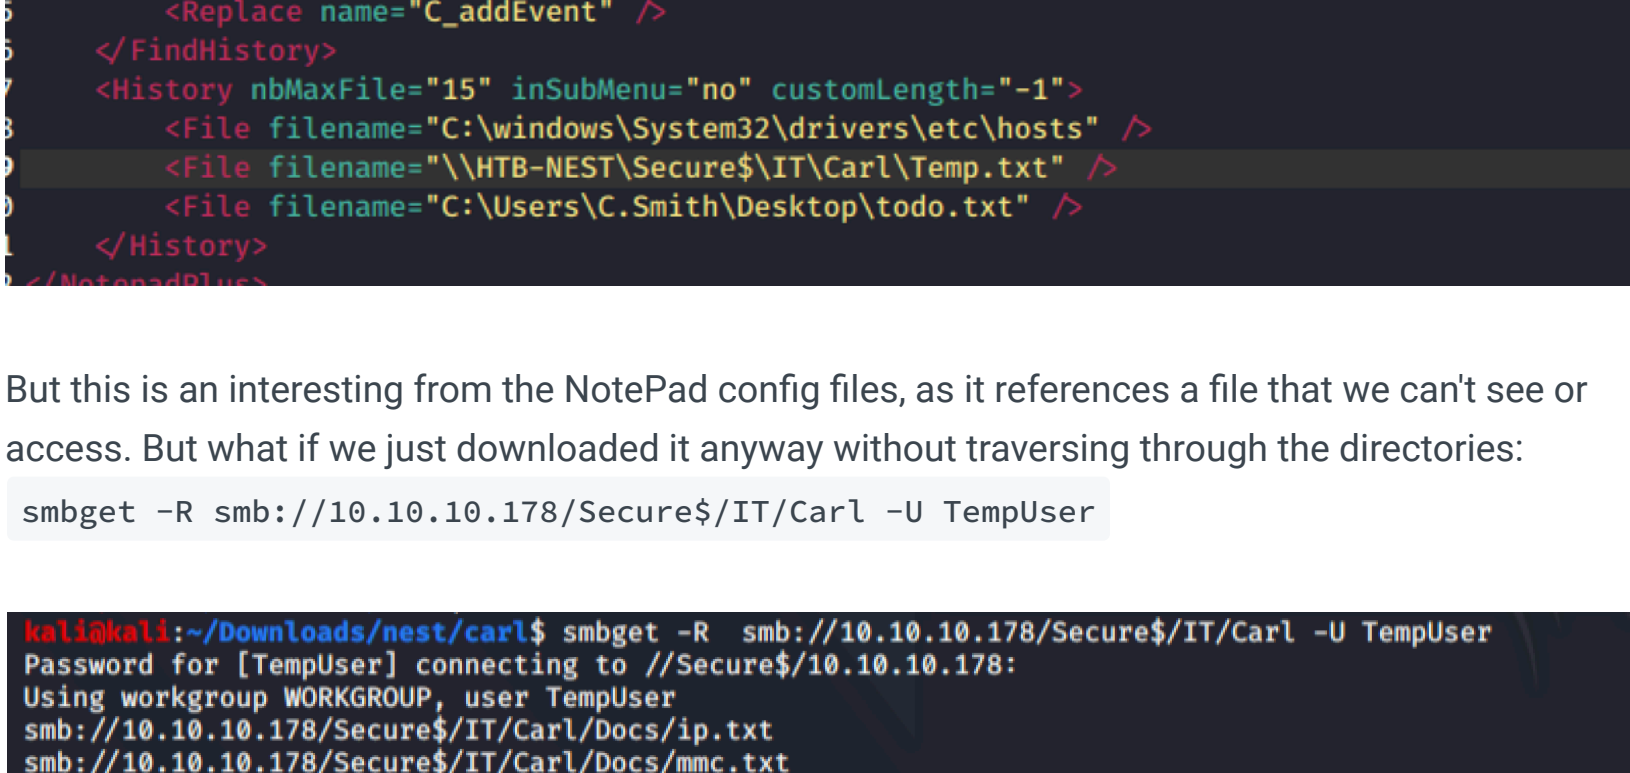 <Replace name="C_addEvent" />
</FindHistory>
<History nbMaxFile="15" inSubMenu="no" customLength="-1">
<File filename="C:\windows\System32\drivers\etc\hosts" />
<File filename="\\HTB-NEST\Secure$\IT\Carl\Temp.txt" />
<File filename="C:\Users\C.Smith\Desktop\todo.txt" />
</History>
</NotepadPlus>
But this is an interesting from the NotePad config files, as it references a file that we can't see or
access. But what if we just downloaded it anyway without traversing through the directories:
smbget -R smb://10.10.10.178/Secure$/IT/Carl -U TempUser
kali@kali:~/Downloads/nest/carl$ smbget -R  smb://10.10.10.178/Secure$/IT/Carl -U TempUser
Password for [TempUser] connecting to //Secure$/10.10.10.178:
Using workgroup WORKGROUP, user TempUser
smb://10.10.10.178/Secure$/IT/Carl/Docs/ip.txt
smb://10.10.10.178/Secure$/IT/Carl/Docs/mmc.txt